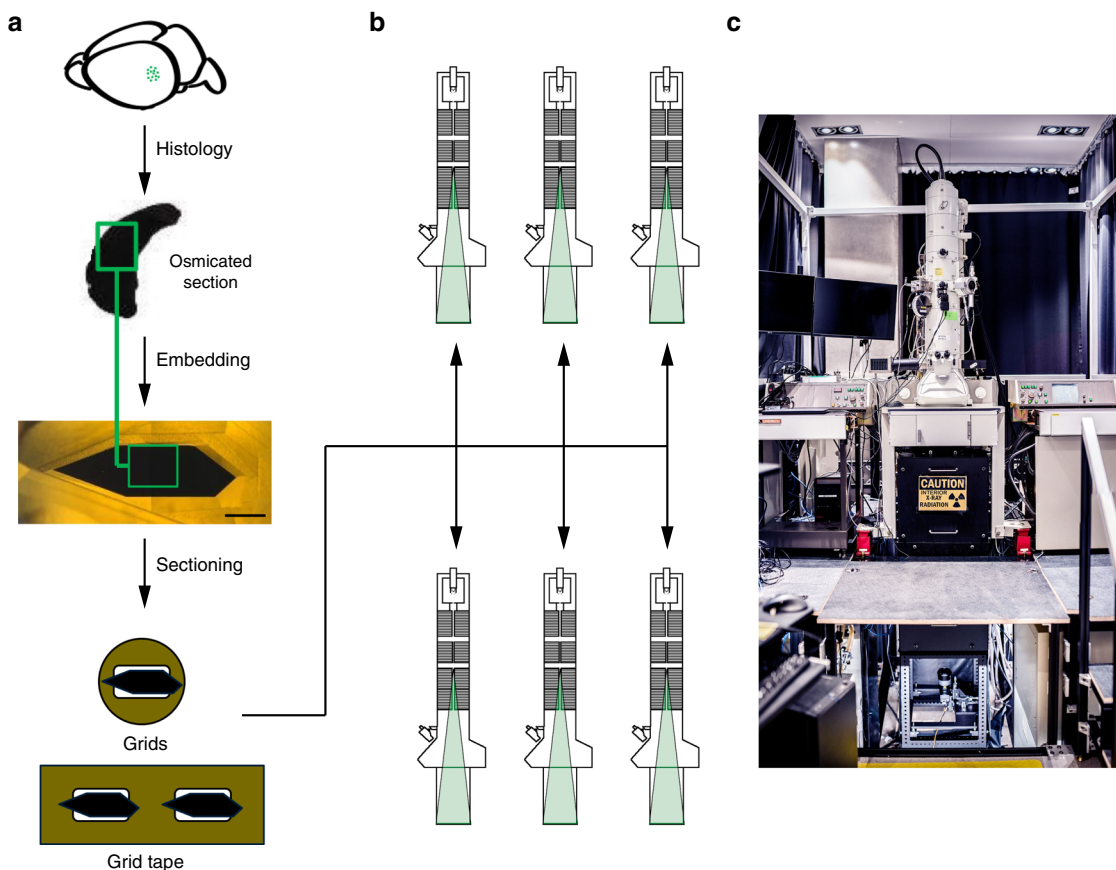 a
Histology
Osmicated
section
Embedding
Sectioning
Grids
Grid tape
b
c
CAUTION
INTERIOR
X-RAY
RADIATION